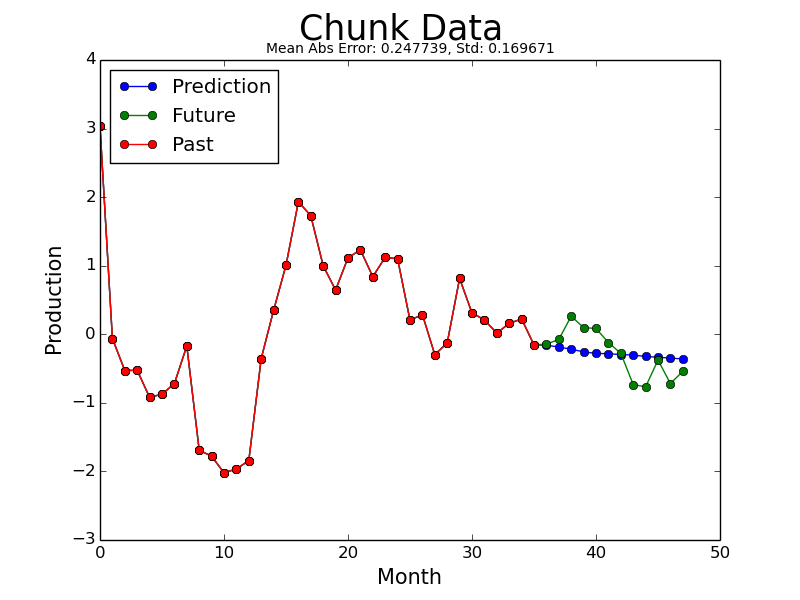 Chunk Data
Mean Abs Error: 0.247739, Std: 0.169671
Prediction
Future
Past
Production
4
3
2
1
0
−1
−2
−3
0 10 20 30 40 50
Month